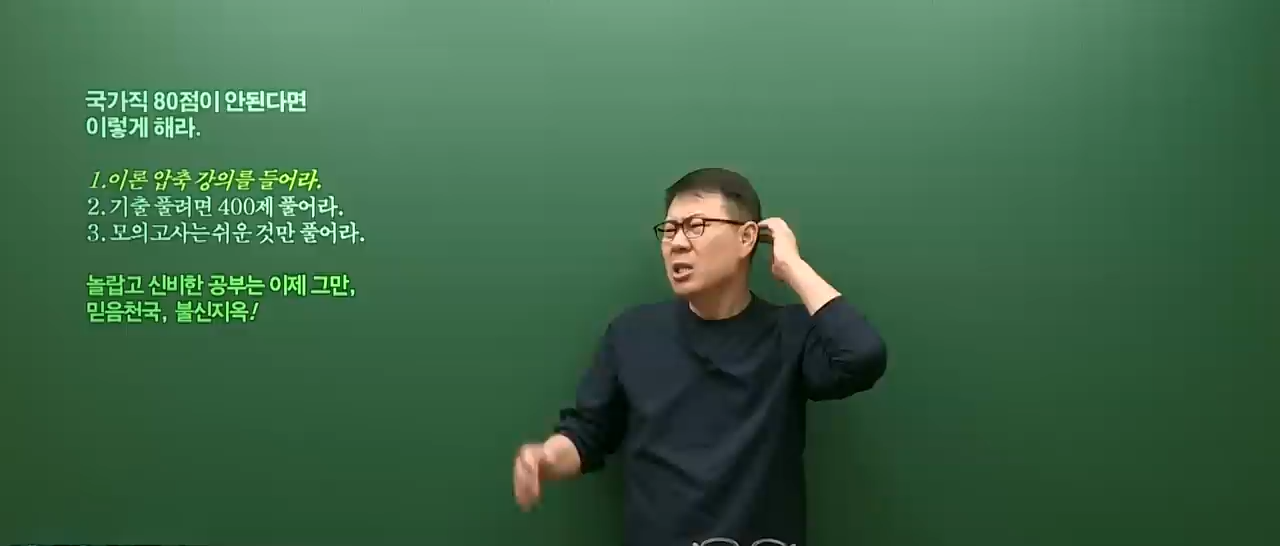 국가직 80점이 안된다면
이렇게 해라.
1.이론 압축 강의를 들어라.
2. 기출 풀려면 400제 풀어라.
3. 모의고사는 쉬운 것만 풀어라.
놀랍고 신비한 공부는 이제 그만,
믿음천국, 불신지옥!